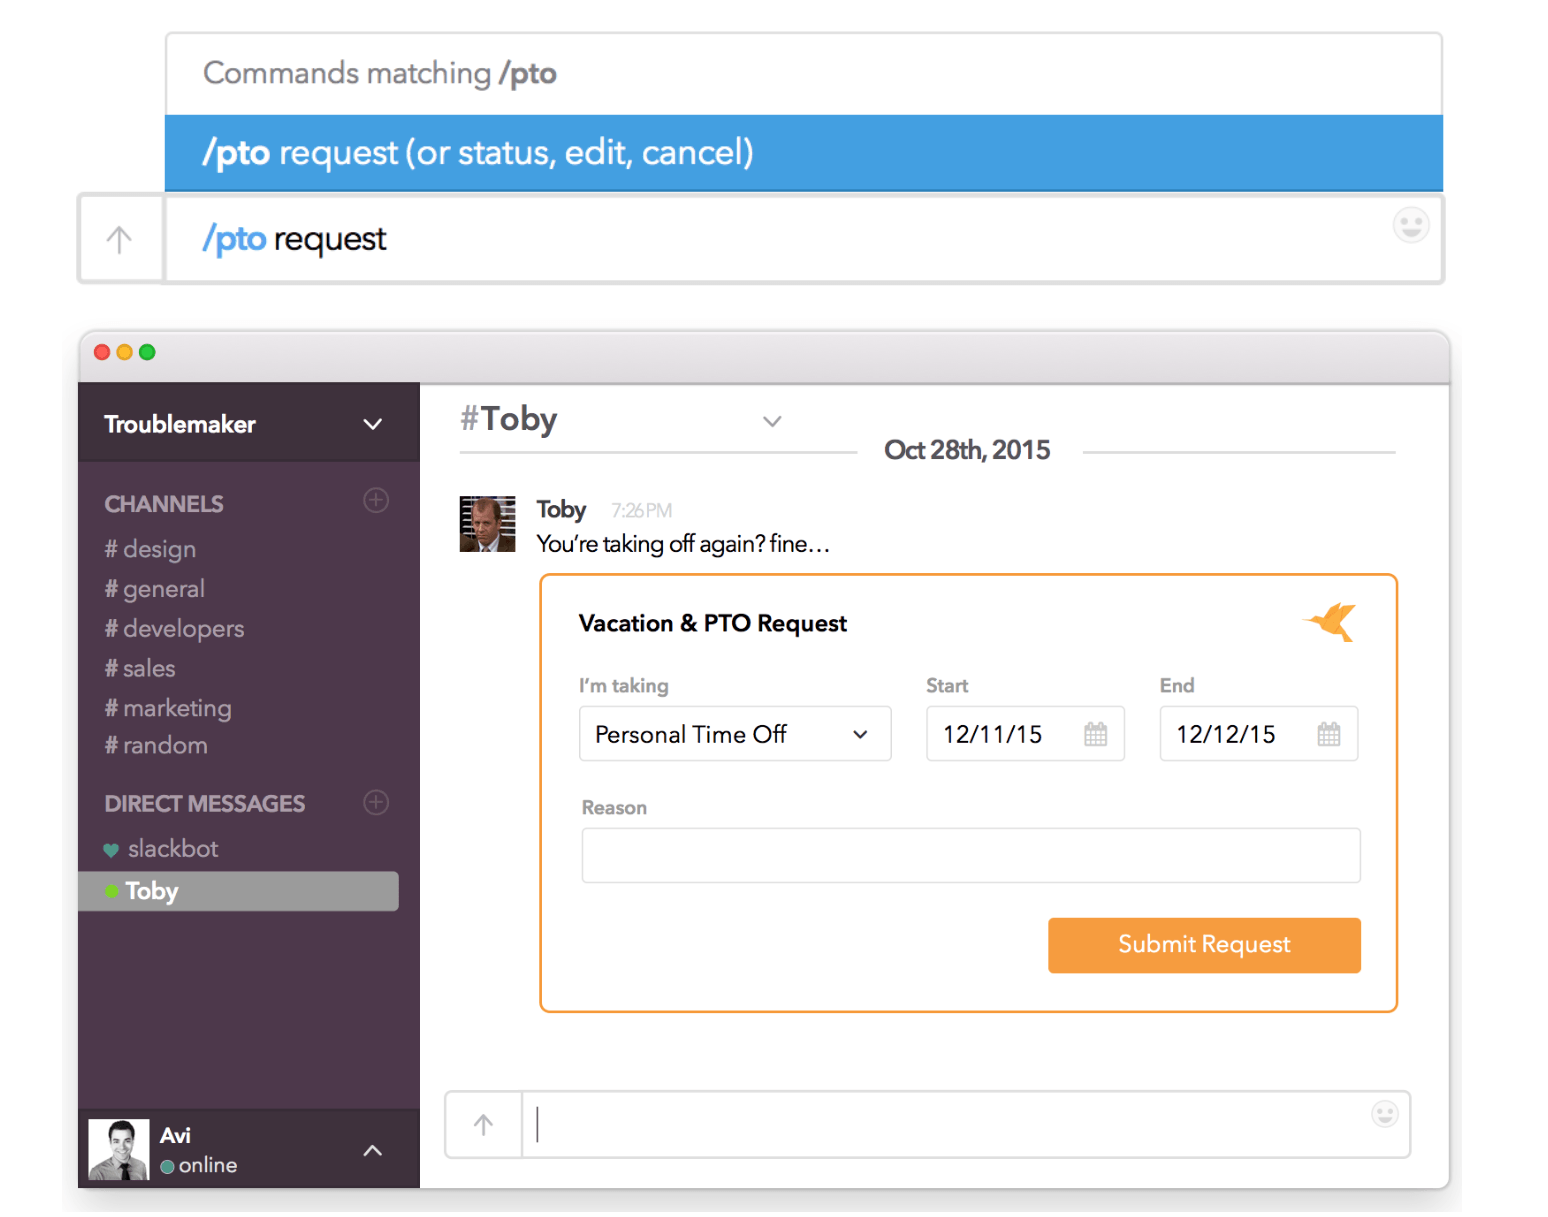 Commands matching /pto
/pto request (or status, edit, cancel)
/pto request
Troublemaker
CHANNELS
# design
# general
# developers
# sales
# marketing
# random
DIRECT MESSAGES
slackbot
Toby
Avi
online
#Toby
Oct 28th, 2015
Toby 7:26PM
You're taking off again? fine…
Vacation & PTO Request
I'm taking Start End
Personal Time Off 12/11/15 12/12/15
Reason
Submit Request